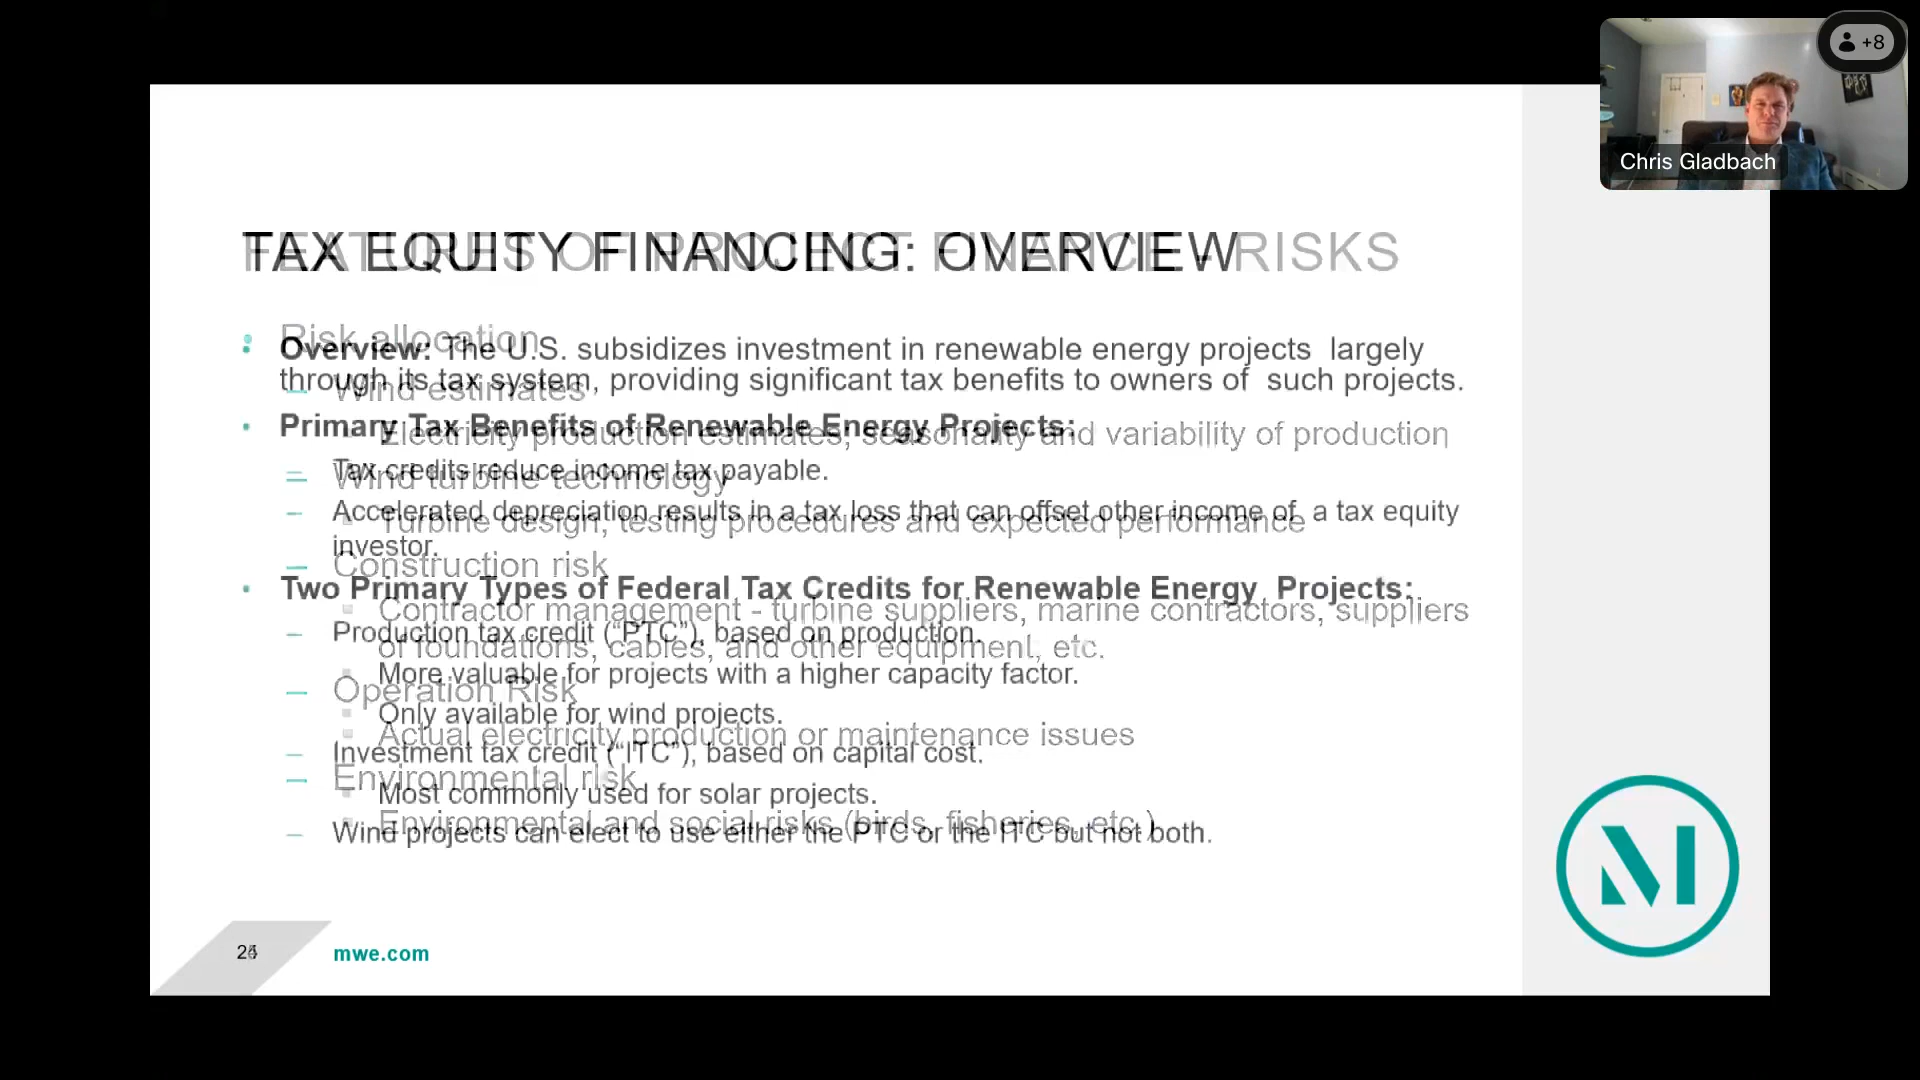 +8
Chris Gladbach
TAX EQUITY FINANCING: OVERVIEW
FEATURES OF PROJECT FINANCE - RISKS
• Overview: The U.S. subsidizes investment in renewable energy projects largely
through its tax system, providing significant tax benefits to owners of such projects.
• Primary Tax Benefits of Renewable Energy Projects:
– Tax credits reduce income tax payable.
– Accelerated depreciation results in a tax loss that can offset other income of a tax equity
investor.
• Two Primary Types of Federal Tax Credits for Renewable Energy Projects:
– Production tax credit (“PTC”), based on production.
▪ More valuable for projects with a higher capacity factor.
▪ Only available for wind projects.
– Investment tax credit (“ITC”), based on capital cost.
▪ Most commonly used for solar projects.
– Wind projects can elect to use either the PTC or the ITC but not both.
• Risk allocation
– Wind estimates
▪ Electricity production estimates, seasonality and variability of production
– Wind turbine technology
▪ Turbine design, testing procedures and expected performance
– Construction risk
▪ Contractor management - turbine suppliers, marine contractors, suppliers
of foundations, cables, and other equipment, etc.
– Operation Risk
▪ Actual electricity production or maintenance issues
– Environmental risk
▪ Environmental and social risks (birds, fisheries, etc.)
mwe.com
M